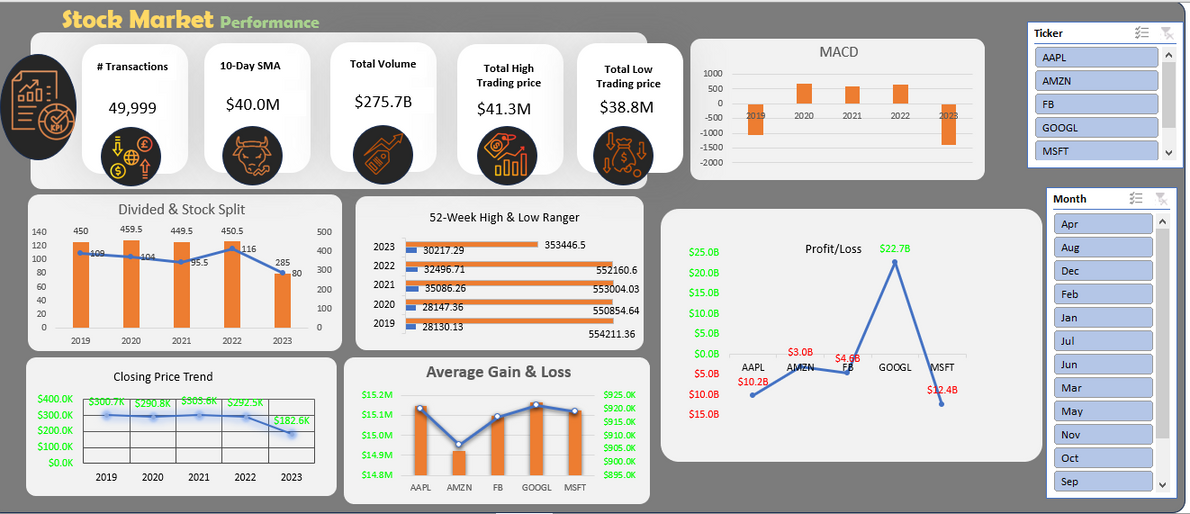 Stock Market Performance
# Transactions
49,999
10-Day SMA
$40.0M
Total Volume
$275.7B
Total High
Trading price
$41.3M
Total Low
Trading price
$38.8M
KPI
MACD
1000
500
0
-500
-1000
-1500
-2000
2019 2020 2021 2022 2023
Ticker
AAPL
AMZN
FB
GOOGL
MSFT
Divided & Stock Split
140
120
100
80
60
40
20
0
450 459.5 449.5 450.5 285
109 104 95.5 116 80
500
400
300
200
100
0
2019 2020 2021 2022 2023
52-Week High & Low Ranger
2023 353446.5
30217.29
2022 552160.6
32496.71
2021 553004.03
35086.26
2020 550854.64
28147.36
2019 554211.36
28130.13
Profit/Loss
$25.0B
$20.0B
$15.0B
$10.0B
$5.0B
$0.0B
$5.0B
$10.0B
$15.0B
$22.7B
$3.0B
$4.6B
$10.2B
$12.4B
AAPL AMZN FB GOOGL MSFT
Month
Apr
Aug
Dec
Feb
Jan
Jul
Jun
Mar
May
Nov
Oct
Sep
Closing Price Trend
$400.0K
$300.0K
$200.0K
$100.0K
$0.0K
$300.7K $290.8K $303.6K $292.5K $182.6K
2019 2020 2021 2022 2023
Average Gain & Loss
$15.2M
$15.1M
$15.0M
$14.9M
$14.8M
$925.0K
$920.0K
$915.0K
$910.0K
$905.0K
$900.0K
$895.0K
AAPL AMZN FB GOOGL MSFT